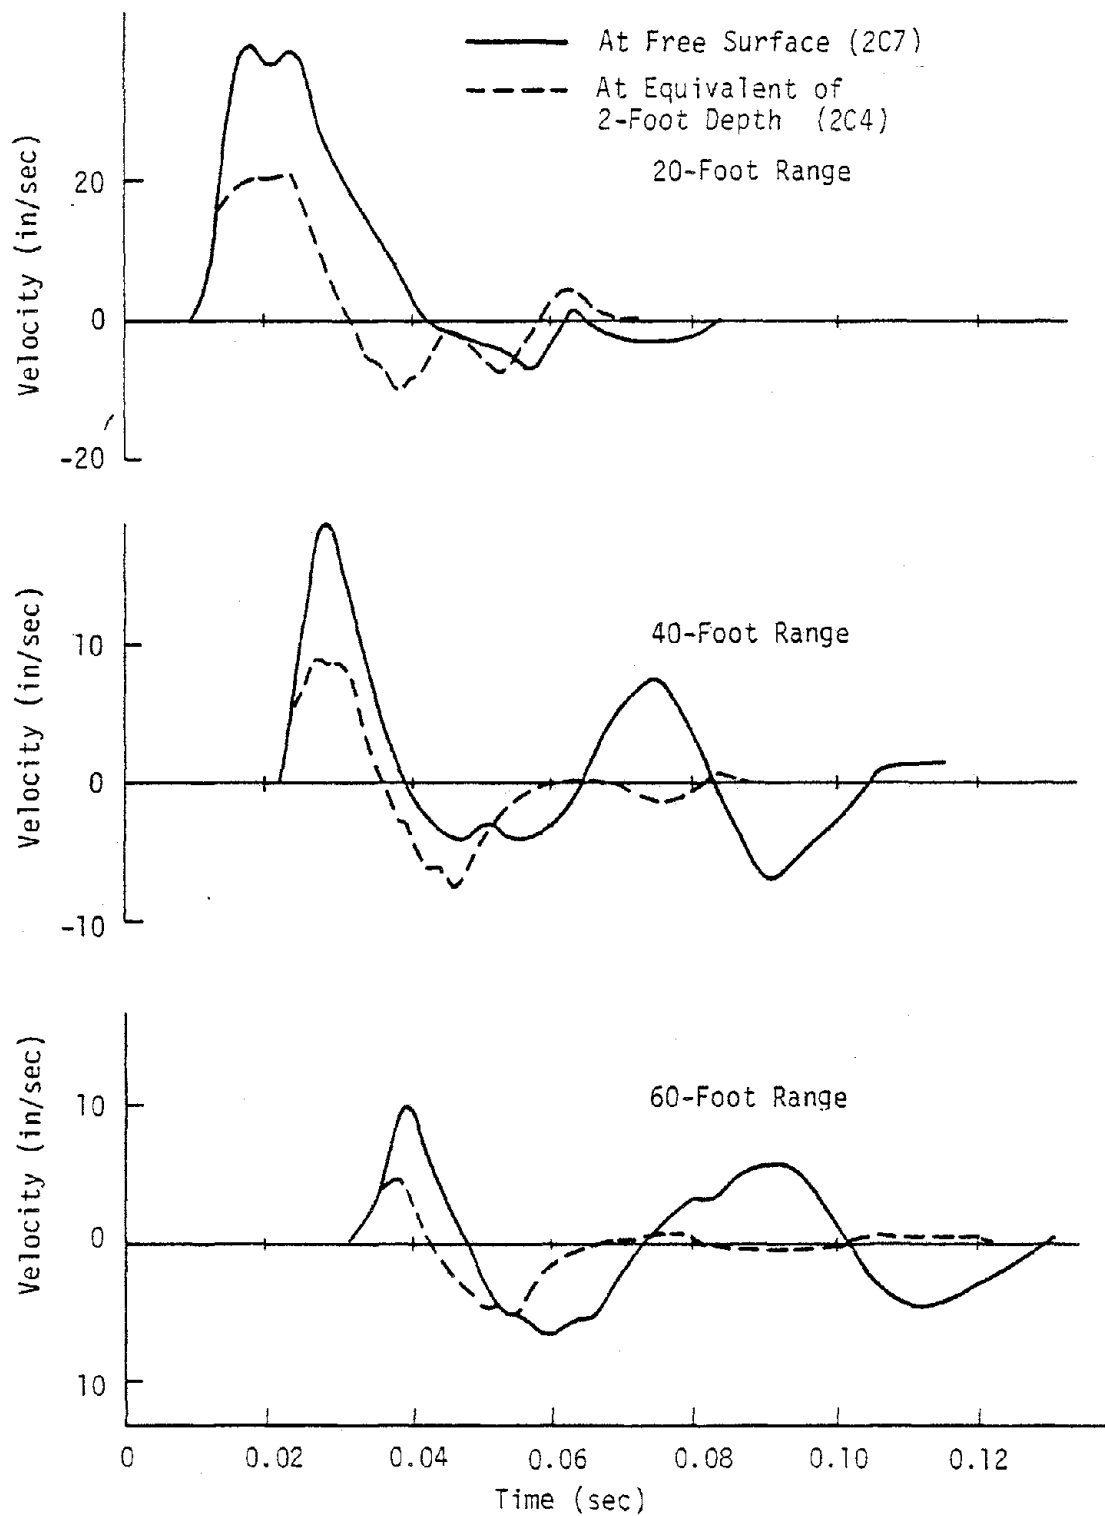 At Free Surface (2C7)
At Equivalent of
2-Foot Depth (2C4)
20-Foot Range
Velocity (in/sec)
20
0
-20
40-Foot Range
Velocity (in/sec)
10
0
-10
60-Foot Range
Velocity (in/sec)
10
0
10
0 0.02 0.04 0.06 0.08 0.10 0.12
Time (sec)